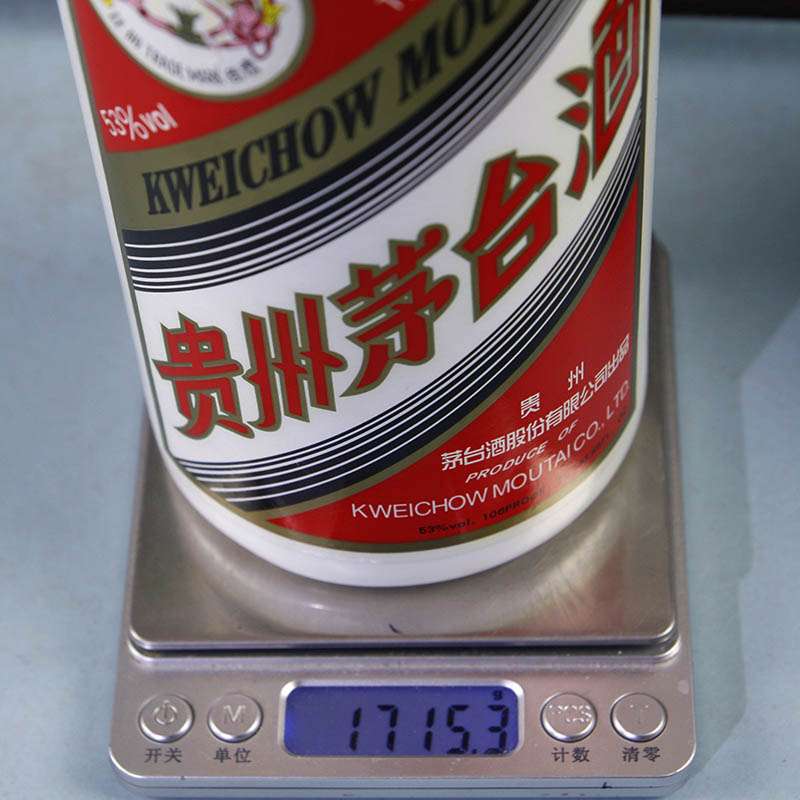 53%vol
KWEICHOW MOU
贵州茅台酒
贵州
茅台酒股份有限公司出品
PRODUCE OF
KWEICHOW MOUTAI CO., LTD.
53%vol. 106PROOF
g
1715.3
M
PCS
T
开关
单位
计数
清零